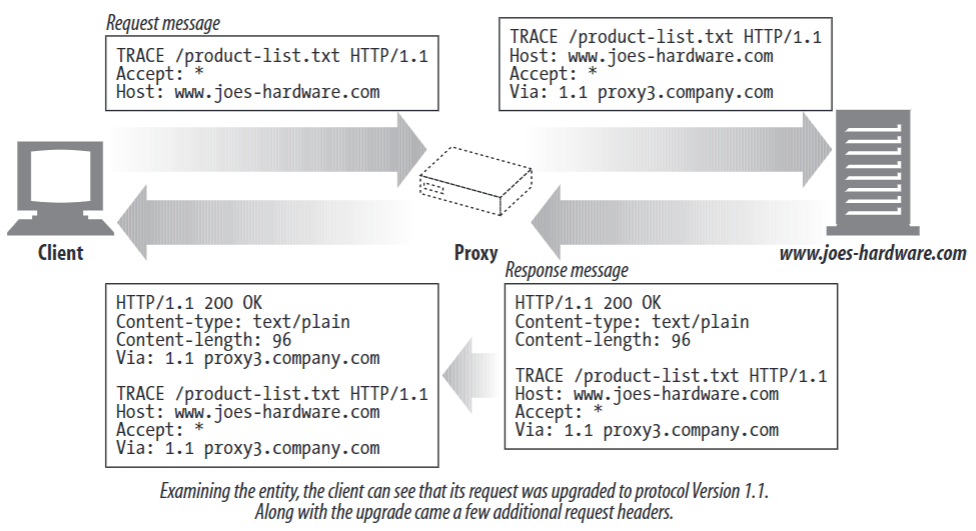 Request message
TRACE /product-list.txt HTTP/1.1
Accept: *
Host: www.joes-hardware.com
TRACE /product-list.txt HTTP/1.1
Host: www.joes-hardware.com
Accept: *
Via: 1.1 proxy3.company.com
Client
Proxy
www.joes-hardware.com
Response message
HTTP/1.1 200 OK
Content-type: text/plain
Content-length: 96
Via: 1.1 proxy3.company.com
TRACE /product-list.txt HTTP/1.1
Host: www.joes-hardware.com
Accept: *
Via: 1.1 proxy3.company.com
HTTP/1.1 200 OK
Content-type: text/plain
Content-length: 96
TRACE /product-list.txt HTTP/1.1
Host: www.joes-hardware.com
Accept: *
Via: 1.1 proxy3.company.com
Examining the entity, the client can see that its request was upgraded to protocol Version 1.1.
Along with the upgrade came a few additional request headers.